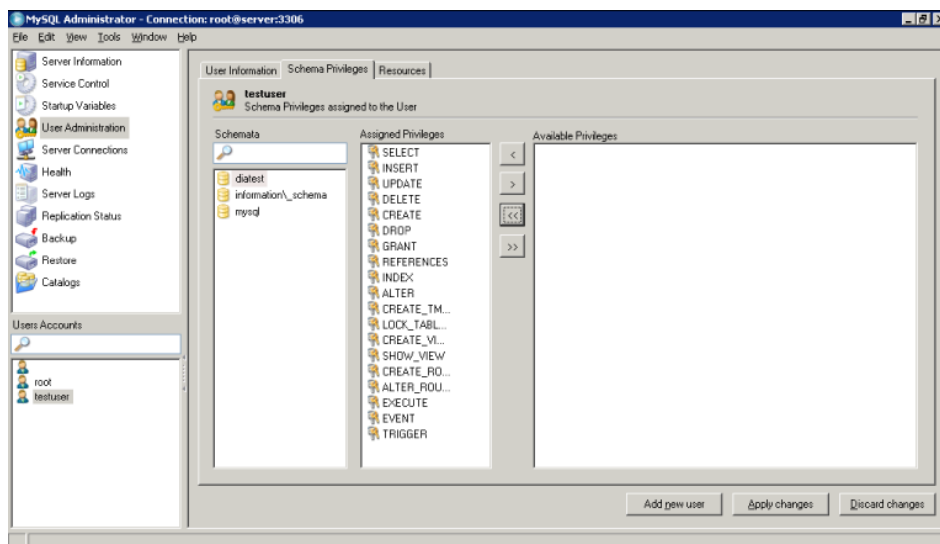 MySQL Administrator - Connection: root@server:3306
File Edit View Tools Window Help
Server Information
Service Control
Startup Variables
User Administration
Server Connections
Health
Server Logs
Replication Status
Backup
Restore
Catalogs
Users Accounts
root
testuser
User Information Schema Privileges Resources
testuser
Schema Privileges assigned to the User
Schemata
diatest
information\_schema
mysql
Assigned Privileges
SELECT
INSERT
UPDATE
DELETE
CREATE
DROP
GRANT
REFERENCES
INDEX
ALTER
CREATE_TM...
LOCK_TABL...
CREATE_VI...
SHOW_VIEW
CREATE_RO...
ALTER_ROU...
EXECUTE
EVENT
TRIGGER
<
>
<<
>>
Available Privileges
Add new user Apply changes Discard changes